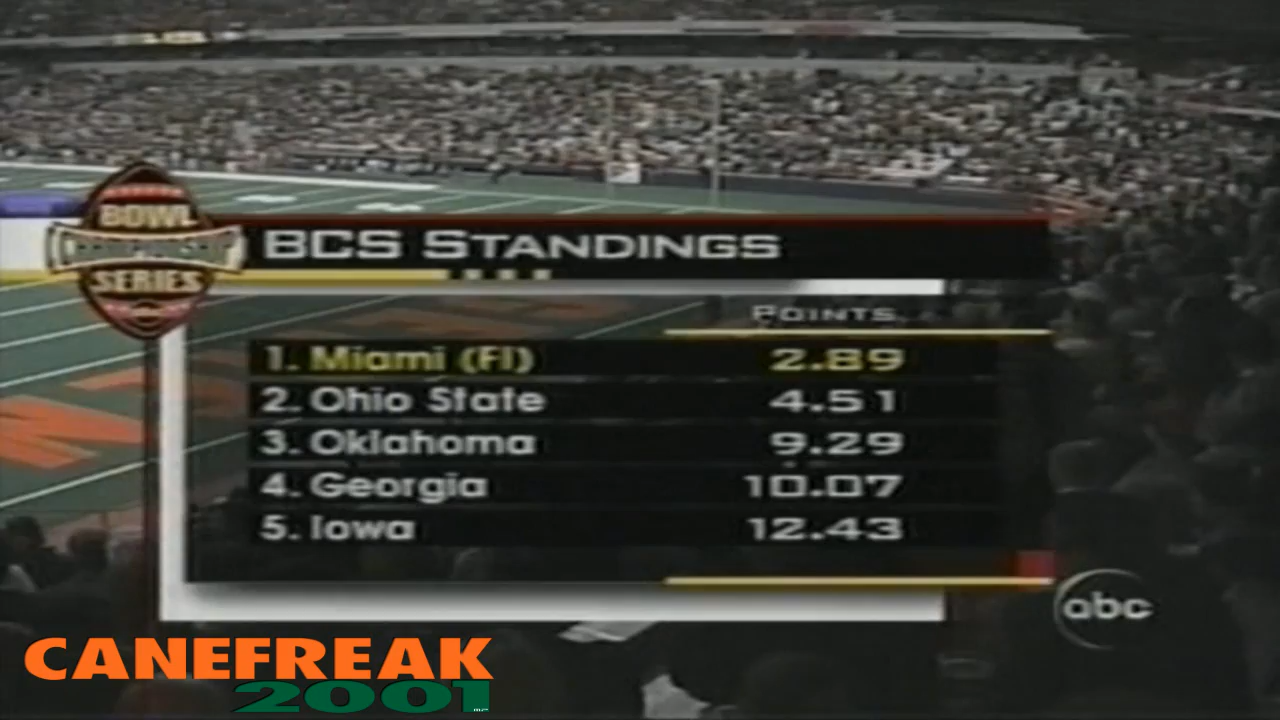 BOWL
CHAMPIONSHIP
SERIES
BCS STANDINGS
POINTS
1. Miami (Fl) 2.89
2. Ohio State 4.51
3. Oklahoma 9.29
4. Georgia 10.07
5. Iowa 12.43
abc
CANEFREAK
2001